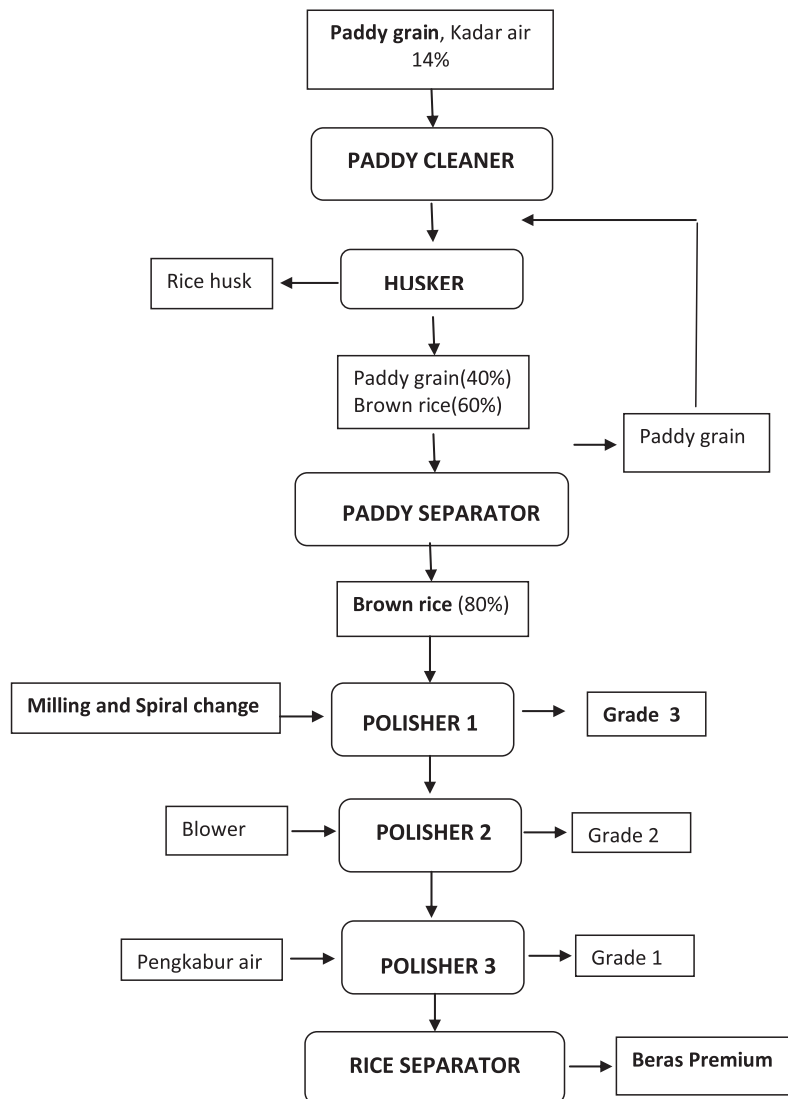 Paddy grain, Kadar air
14%
PADDY CLEANER
Rice husk
HUSKER
Paddy grain(40%)
Brown rice(60%)
Paddy grain
PADDY SEPARATOR
Brown rice (80%)
Milling and Spiral change
POLISHER 1
Grade 3
Blower
POLISHER 2
Grade 2
Pengkabur air
POLISHER 3
Grade 1
RICE SEPARATOR
Beras Premium